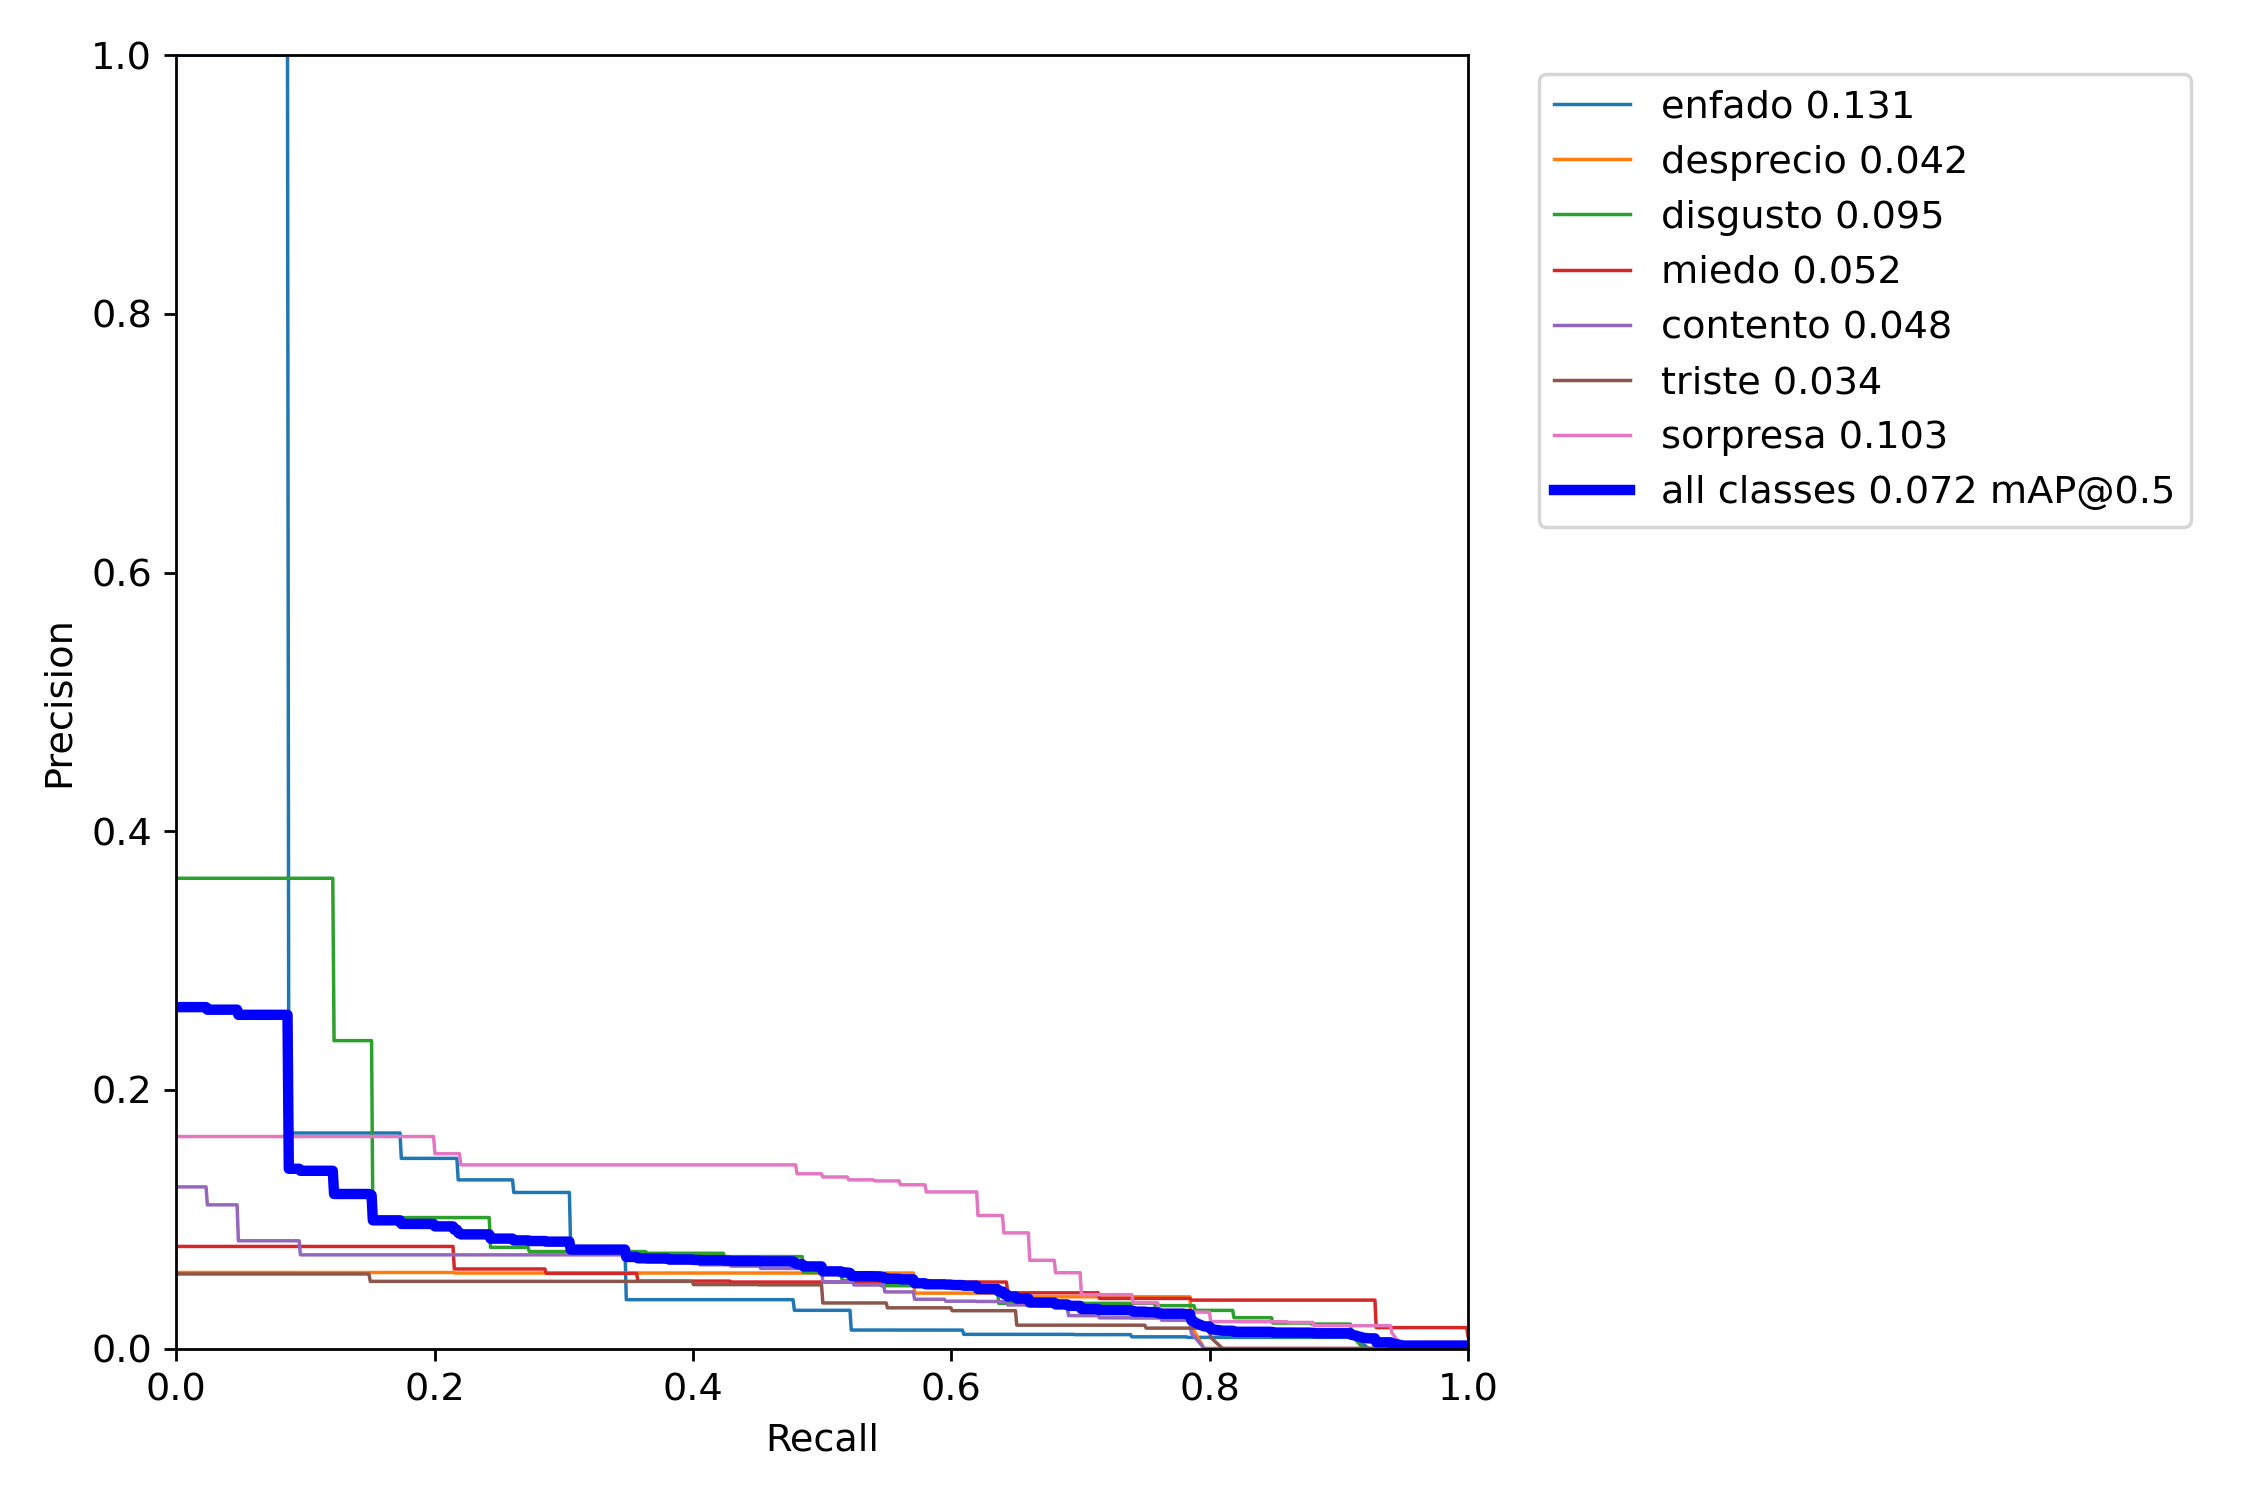 1.0
0.8
0.6
0.4
0.2
0.0
Precision
0.0 0.2 0.4 0.6 0.8 1.0
Recall
enfado 0.131
desprecio 0.042
disgusto 0.095
miedo 0.052
contento 0.048
triste 0.034
sorpresa 0.103
all classes 0.072 mAP@0.5